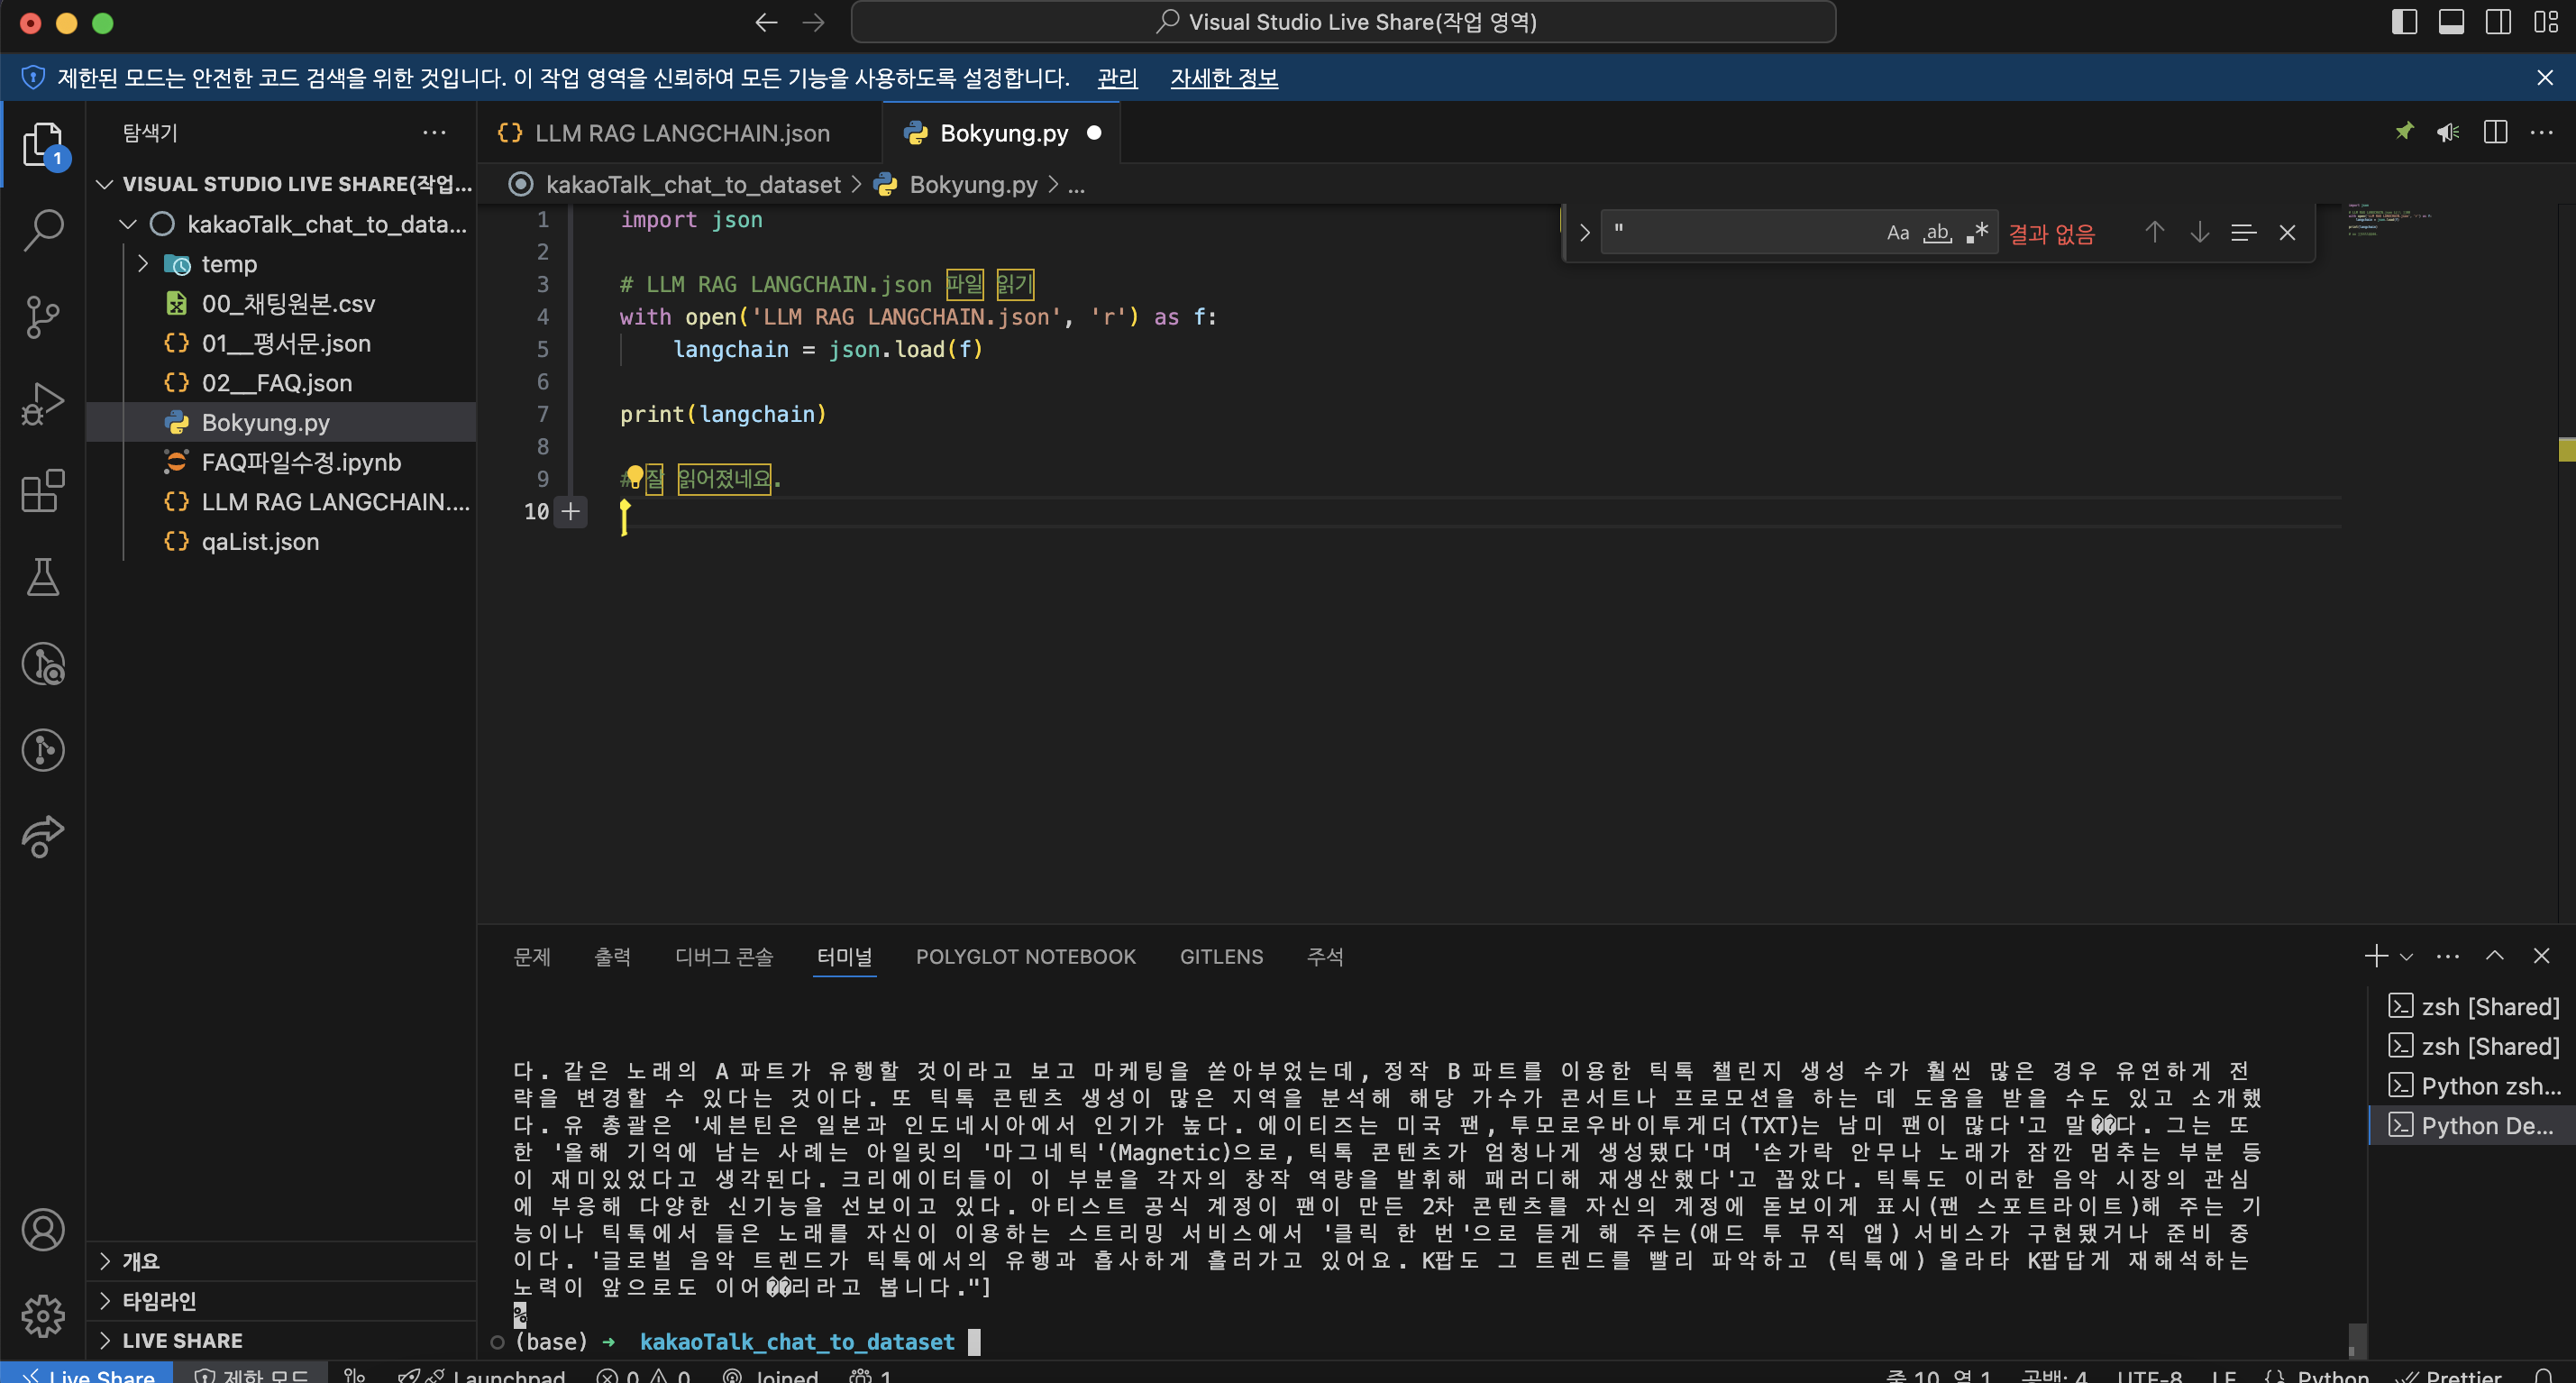 Visual Studio Live Share(작업 영역)
제한된 모드는 안전한 코드 검색을 위한 것입니다. 이 작업 영역을 신뢰하여 모든 기능을 사용하도록 설정합니다. 관리 자세한 정보
탐색기
1
VISUAL STUDIO LIVE SHARE(작업...
kakaoTalk_chat_to_data...
temp
00_채팅원본.csv
01__평서문.json
02__FAQ.json
Bokyung.py
FAQ파일수정.ipynb
LLM RAG LANGCHAIN....
qaList.json
개요
타임라인
LIVE SHARE
LLM RAG LANGCHAIN.json
Bokyung.py
kakaoTalk_chat_to_dataset > Bokyung.py > ...
" Aa ab .* 결과 없음
1 import json
2
3 # LLM RAG LANGCHAIN.json 파일 읽기
4 with open('LLM RAG LANGCHAIN.json', 'r') as f:
5 langchain = json.load(f)
6
7 print(langchain)
8
9 # 잘 읽어졌네요.
10
문제 출력 디버그 콘솔 터미널 POLYGLOT NOTEBOOK GITLENS 주석
다. 같은 노래의 A 파트가 유행할 것이라고 보고 마케팅을 쏟아부었는데, 정작 B 파트를 이용한 틱톡 챌린지 생성 수가 훨씬 많은 경우 유연하게 전
략을 변경할 수 있다는 것이다. 또 틱톡 콘텐츠 생성이 많은 지역을 분석해 해당 가수가 콘서트나 프로모션을 하는 데 도움을 받을 수도 있고 소개했
다. 유 총괄은 '세븐틴은 일본과 인도네시아에서 인기가 높다. 에이티즈는 미국 팬, 투모로우바이투게더(TXT)는 남미 팬이 많다'고 말��다. 그는 또
한 '올해 기억에 남는 사례는 아일릿의 '마그네틱'(Magnetic)으로, 틱톡 콘텐츠가 엄청나게 생성됐다'며 '손가락 안무나 노래가 잠깐 멈추는 부분 등
이 재미있었다고 생각된다. 크리에이터들이 이 부분을 각자의 창작 역량을 발휘해 패러디해 재생산했다'고 꼽았다. 틱톡도 이러한 음악 시장의 관심
에 부응해 다양한 신기능을 선보이고 있다. 아티스트 공식 계정이 팬이 만든 2차 콘텐츠를 자신의 계정에 돋보이게 표시(팬 스포트라이트)해 주는 기
능이나 틱톡에서 들은 노래를 자신이 이용하는 스트리밍 서비스에서 '클릭 한 번'으로 듣게 해 주는(애드 투 뮤직 앱) 서비스가 구현됐거나 준비 중
이다. '글로벌 음악 트렌드가 틱톡에서의 유행과 흡사하게 흘러가고 있어요. K팝도 그 트렌드를 빨리 파악하고 (틱톡에) 올라타 K팝답게 재해석하는
노력이 앞으로도 이어��리라고 봅니다."]
%
(base) ➜ kakaoTalk_chat_to_dataset
zsh [Shared]
zsh [Shared]
Python zsh...
Python De...
Live Share 제한 모드 Launchpad 0 0 Joined 1 줄 10, 열 1 공백: 4 UTF-8 LF {} Python Prettier